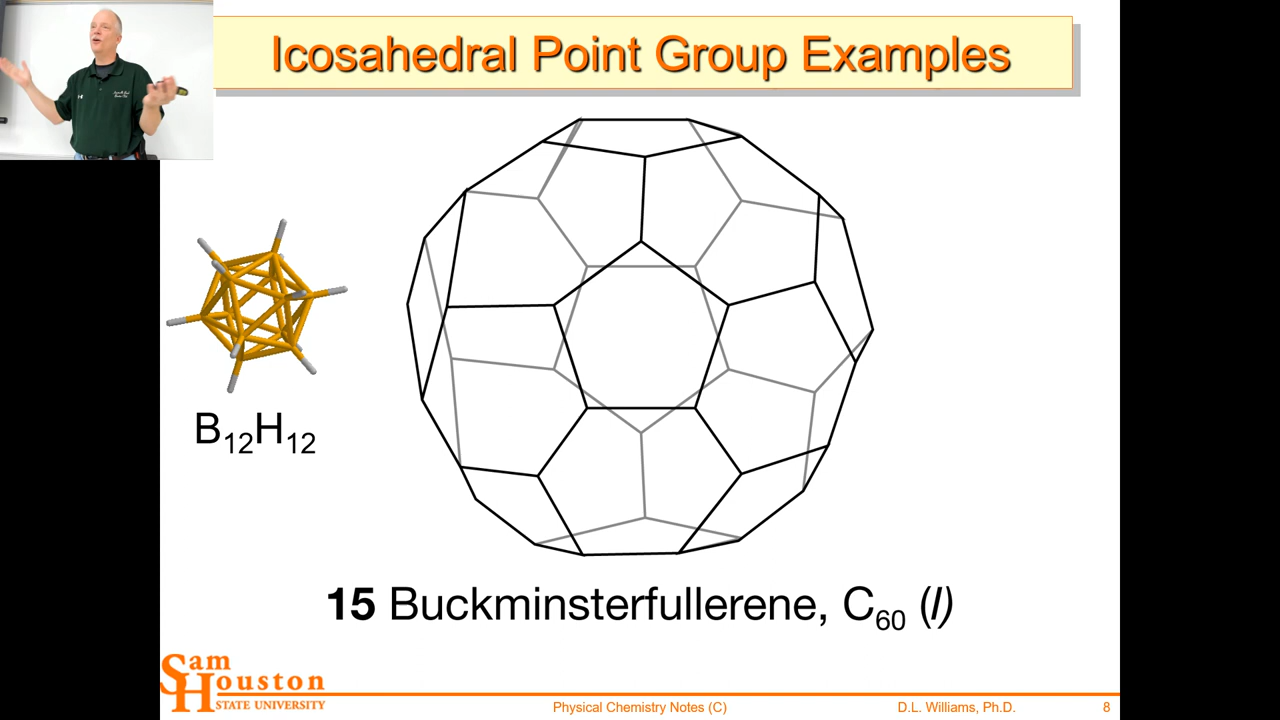 Icosahedral Point Group Examples
B12H12
15 Buckminsterfullerene, C60 (I)
Sam Houston
STATE UNIVERSITY
Physical Chemistry Notes (C)
D.L. Williams, Ph.D.
8